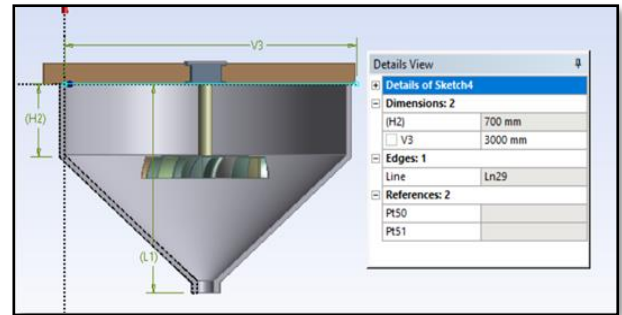 V3
(H2)
(L1)
Details View
Details of Sketch4
Dimensions: 2
(H2) 700 mm
V3 3000 mm
Edges: 1
Line Ln29
References: 2
Pt50
Pt51